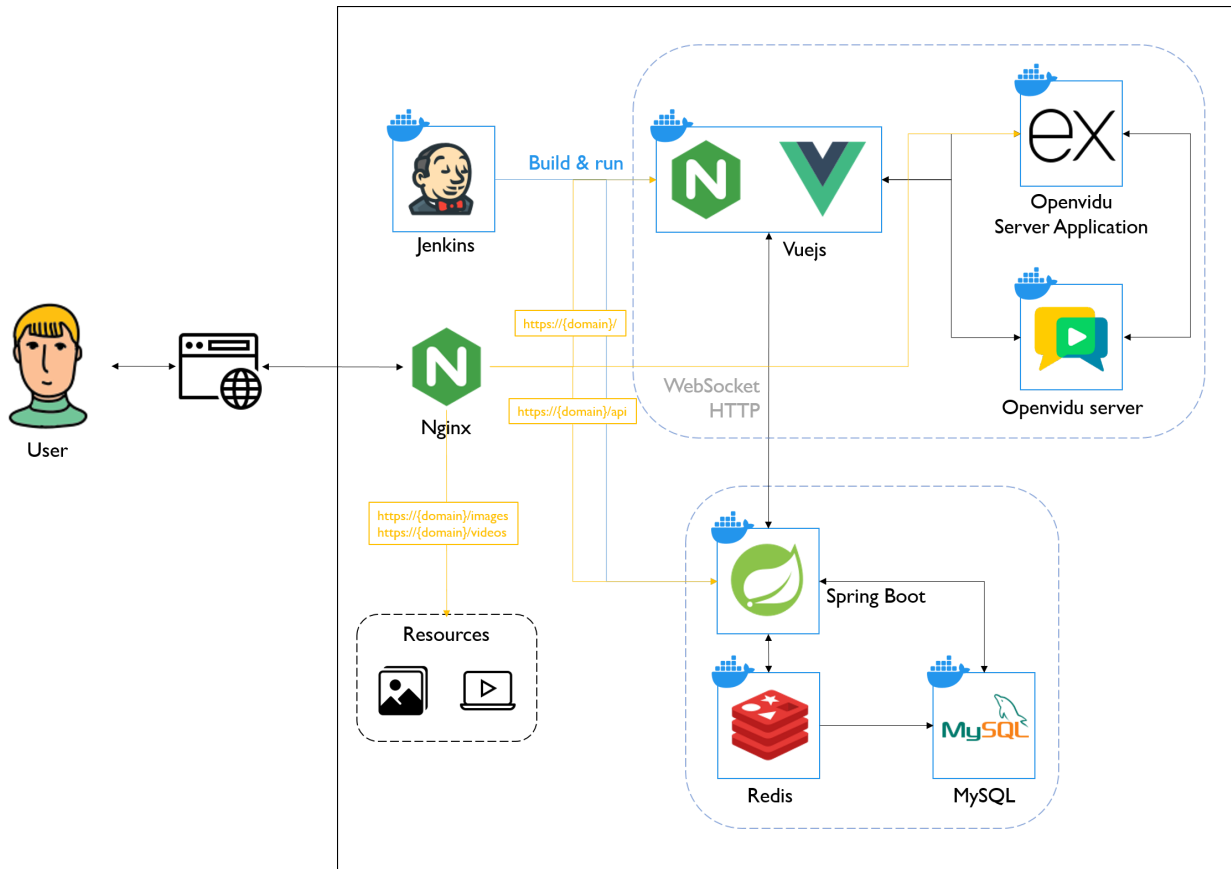 Build & run
ex
Jenkins
N
Vuejs
Openvidu
Server Application
https://{domain}/
N
WebSocket
HTTP
https://{domain}/api
Openvidu server
Nginx
User
https://{domain}/images
https://{domain}/videos
Spring Boot
Resources
MySQL
Redis
MySQL